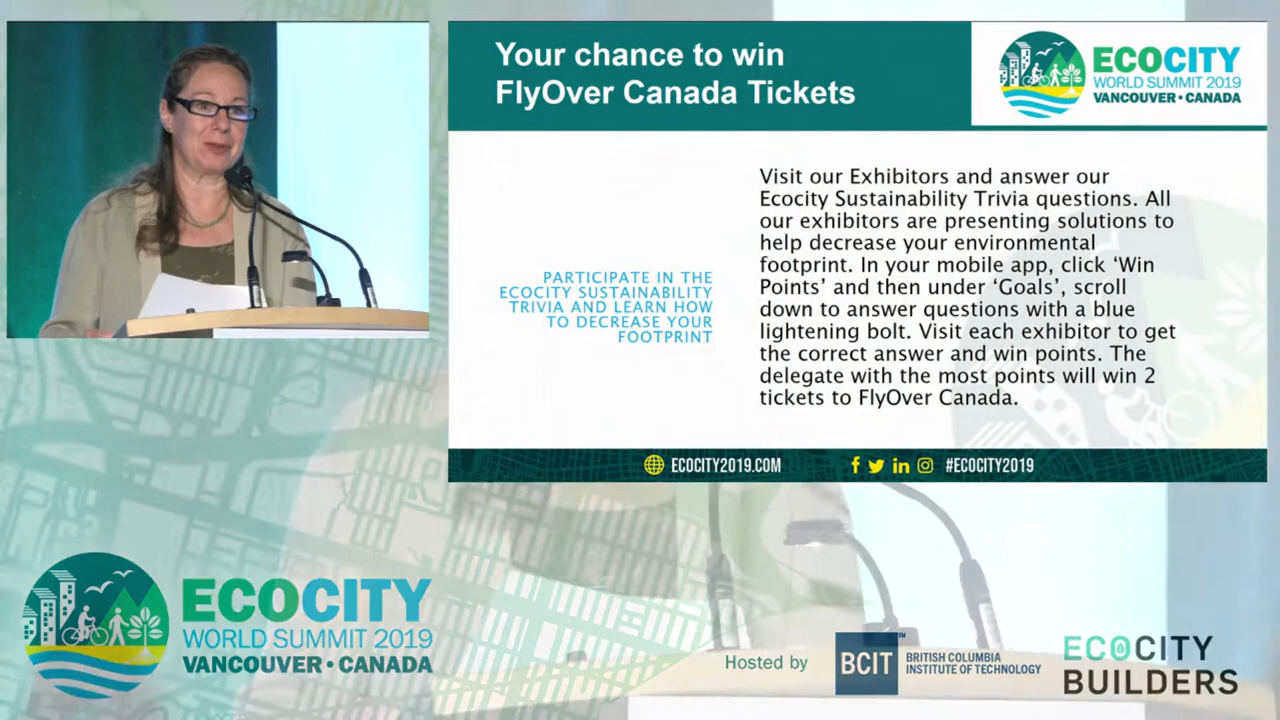 Your chance to win
FlyOver Canada Tickets
ECOCITY
WORLD SUMMIT 2019
VANCOUVER • CANADA
PARTICIPATE IN THE
ECOCITY SUSTAINABILITY
TRIVIA AND LEARN HOW
TO DECREASE YOUR
FOOTPRINT
Visit our Exhibitors and answer our
Ecocity Sustainability Trivia questions. All
our exhibitors are presenting solutions to
help decrease your environmental
footprint. In your mobile app, click ‘Win
Points’ and then under ‘Goals’, scroll
down to answer questions with a blue
lightening bolt. Visit each exhibitor to get
the correct answer and win points. The
delegate with the most points will win 2
tickets to FlyOver Canada.
ECOCITY2019.COM
#ECOCITY2019
ECOCITY
WORLD SUMMIT 2019
VANCOUVER • CANADA
Hosted by
BCIT™
BRITISH COLUMBIA
INSTITUTE OF TECHNOLOGY
ECOCITY
BUILDERS